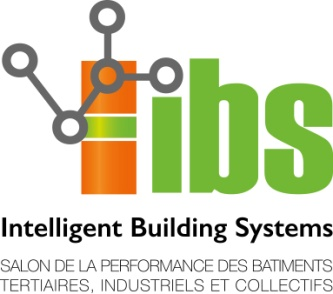 ibs
Intelligent Building Systems
SALON DE LA PERFORMANCE DES BATIMENTS
TERTIAIRES, INDUSTRIELS ET COLLECTIFS